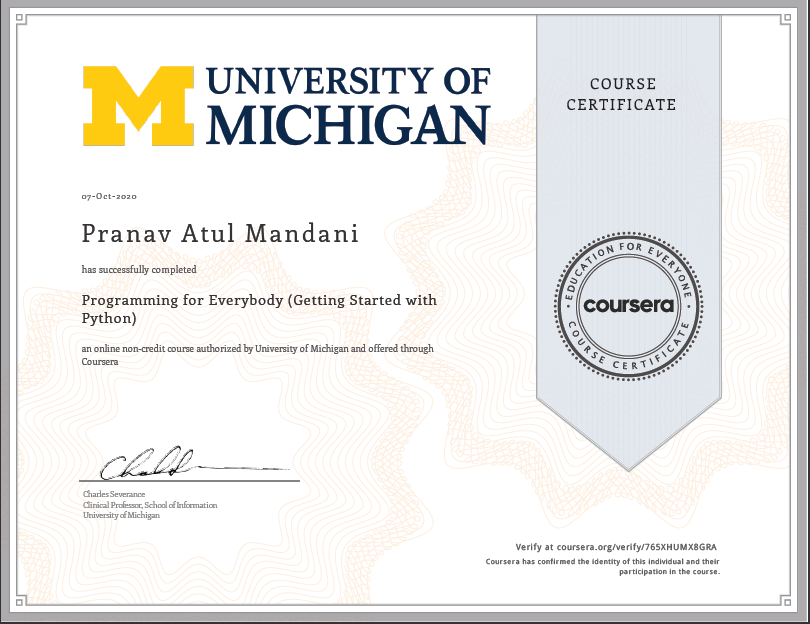 UNIVERSITY OF
MICHIGAN
COURSE
CERTIFICATE
07-Oct-2020
Pranav Atul Mandani
has successfully completed
Programming for Everybody (Getting Started with
Python)
an online non-credit course authorized by University of Michigan and offered through
Coursera
EDUCATION FOR EVERYONE
coursera
COURSE CERTIFICATE
Charles Severance
Clinical Professor, School of Information
University of Michigan
Verify at coursera.org/verify/765XHUMX8GRA
Coursera has confirmed the identity of this individual and their
participation in the course.